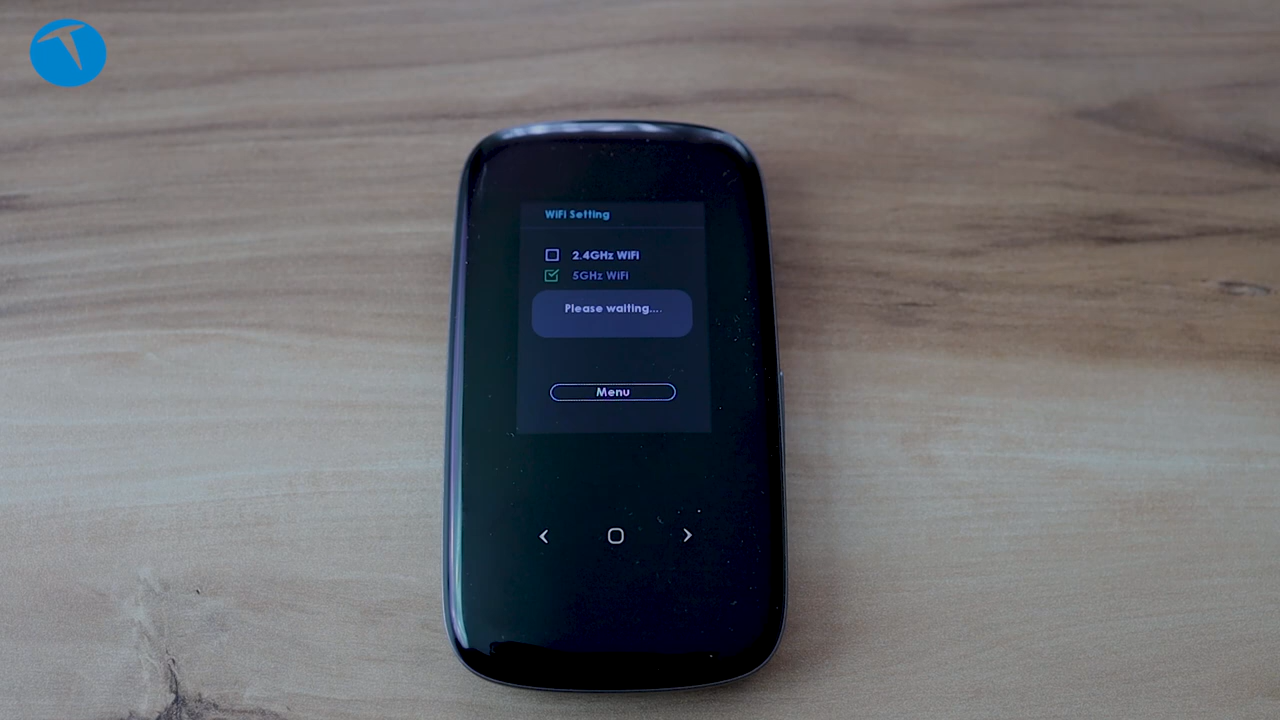 WiFi Setting
2.4GHz WiFi
5GHz WiFi
Please waiting....
Menu